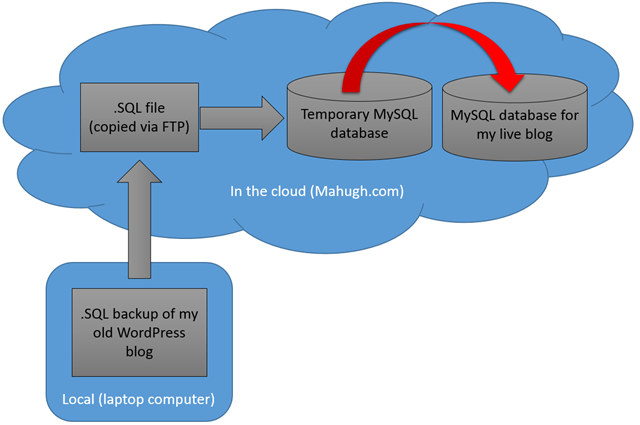 .SQL file
(copied via FTP)
Temporary MySQL
database
MySQL database for
my live blog
In the cloud (Mahugh.com)
.SQL backup of my
old WordPress
blog
Local (laptop computer)